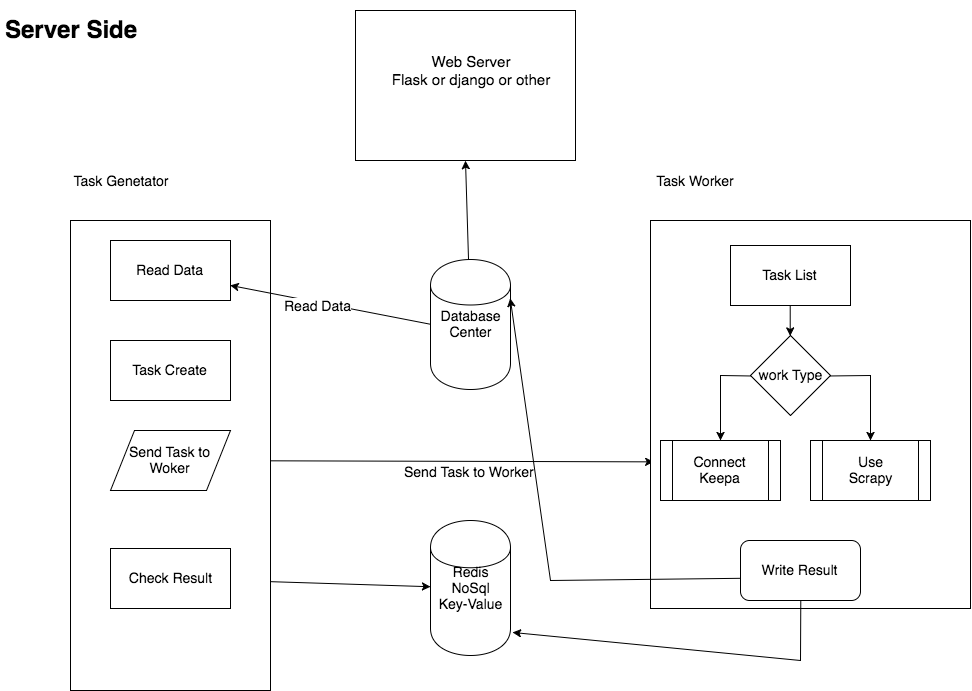 Server Side
Web Server
Flask or django or other
Task Genetator
Task Worker
Read Data
Task List
Read Data
Database
Center
Task Create
work Type
Send Task to
Woker
Send Task to Worker
Connect
Keepa
Use
Scrapy
Check Result
Redis
NoSql
Key-Value
Write Result